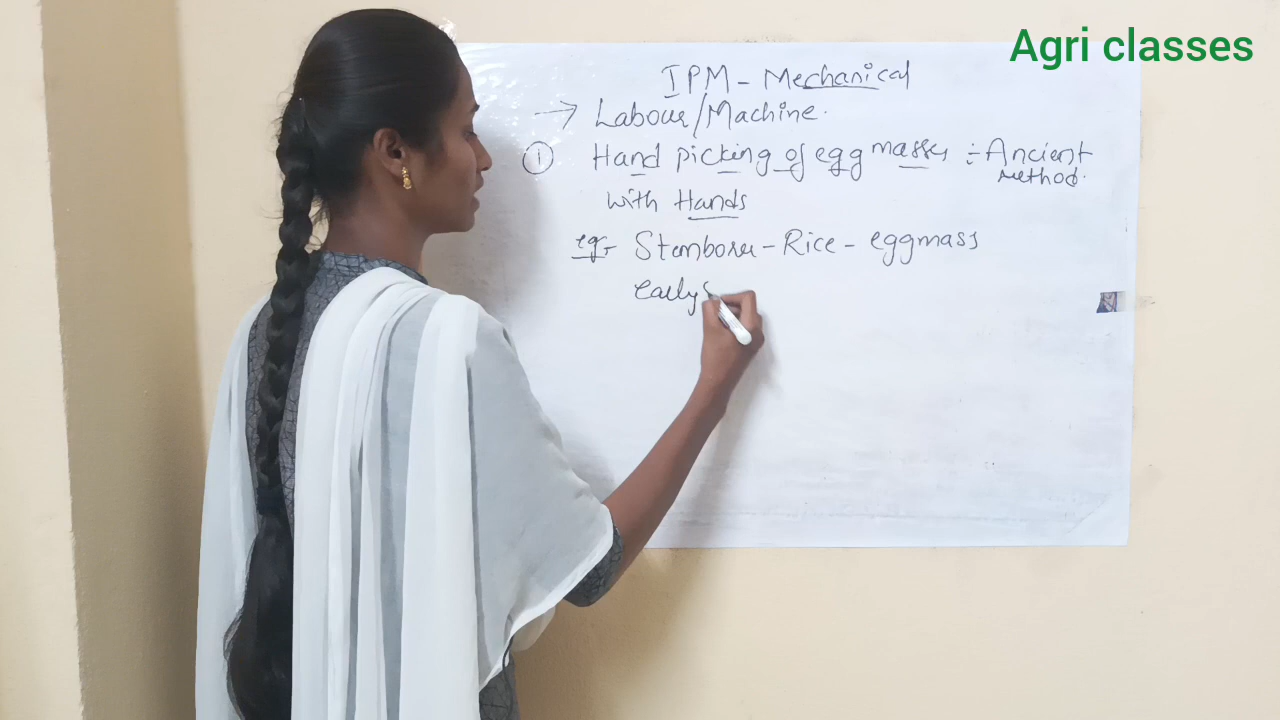 Agri classes
IPM - Mechanical
→ Labour/Machine.
① Hand picking of egg masses ÷ Ancient
method.
with Hands
eg:- Stemborer - Rice - eggmass
early